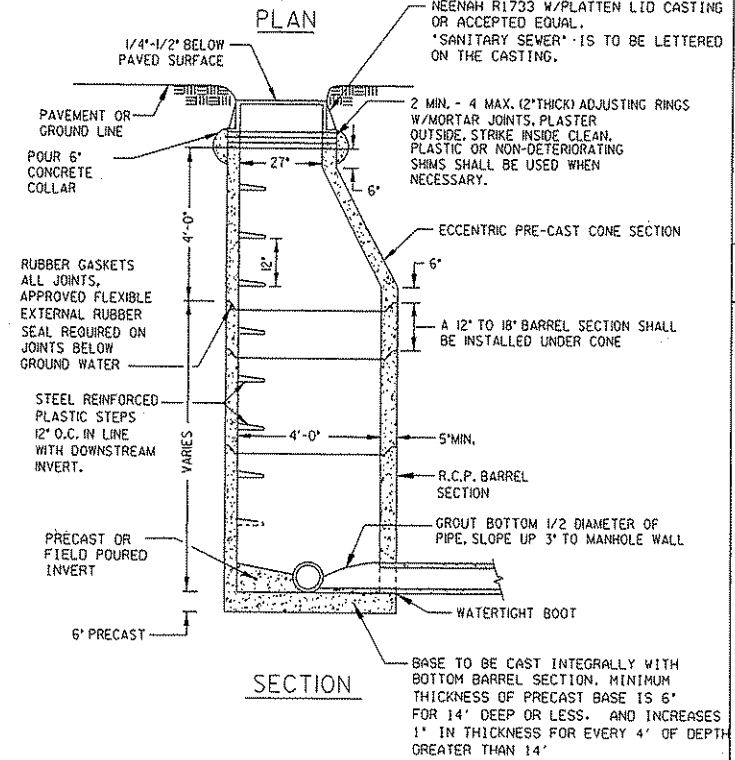 PLAN
NEENAH R1733 W/PLATTEN LID CASTING
OR ACCEPTED EQUAL.
"SANITARY SEWER" IS TO BE LETTERED
ON THE CASTING.
1/4"-1/2" BELOW
PAVED SURFACE
PAVEMENT OR
GROUND LINE
POUR 6"
CONCRETE
COLLAR
2 MIN. - 4 MAX. (2"THICK) ADJUSTING RINGS
W/MORTAR JOINTS, PLASTER
OUTSIDE, STRIKE INSIDE CLEAN.
PLASTIC OR NON-DETERIORATING
SHIMS SHALL BE USED WHEN
NECESSARY.
27"
6"
4'-0"
12"
ECCENTRIC PRE-CAST CONE SECTION
6"
RUBBER GASKETS
ALL JOINTS,
APPROVED FLEXIBLE
EXTERNAL RUBBER
SEAL REQUIRED ON
JOINTS BELOW
GROUND WATER
A 12" TO 18" BARREL SECTION SHALL
BE INSTALLED UNDER CONE
STEEL REINFORCED
PLASTIC STEPS
12" O.C. IN LINE
WITH DOWNSTREAM
INVERT.
VARIES
4'-0"
5"MIN.
R.C.P. BARREL
SECTION
PRECAST OR
FIELD POURED
INVERT
GROUT BOTTOM 1/2 DIAMETER OF
PIPE, SLOPE UP 3" TO MANHOLE WALL
WATERTIGHT BOOT
6" PRECAST
SECTION
BASE TO BE CAST INTEGRALLY WITH
BOTTOM BARREL SECTION. MINIMUM
THICKNESS OF PRECAST BASE IS 6"
FOR 14' DEEP OR LESS. AND INCREASES
1" IN THICKNESS FOR EVERY 4' OF DEPTH
GREATER THAN 14'